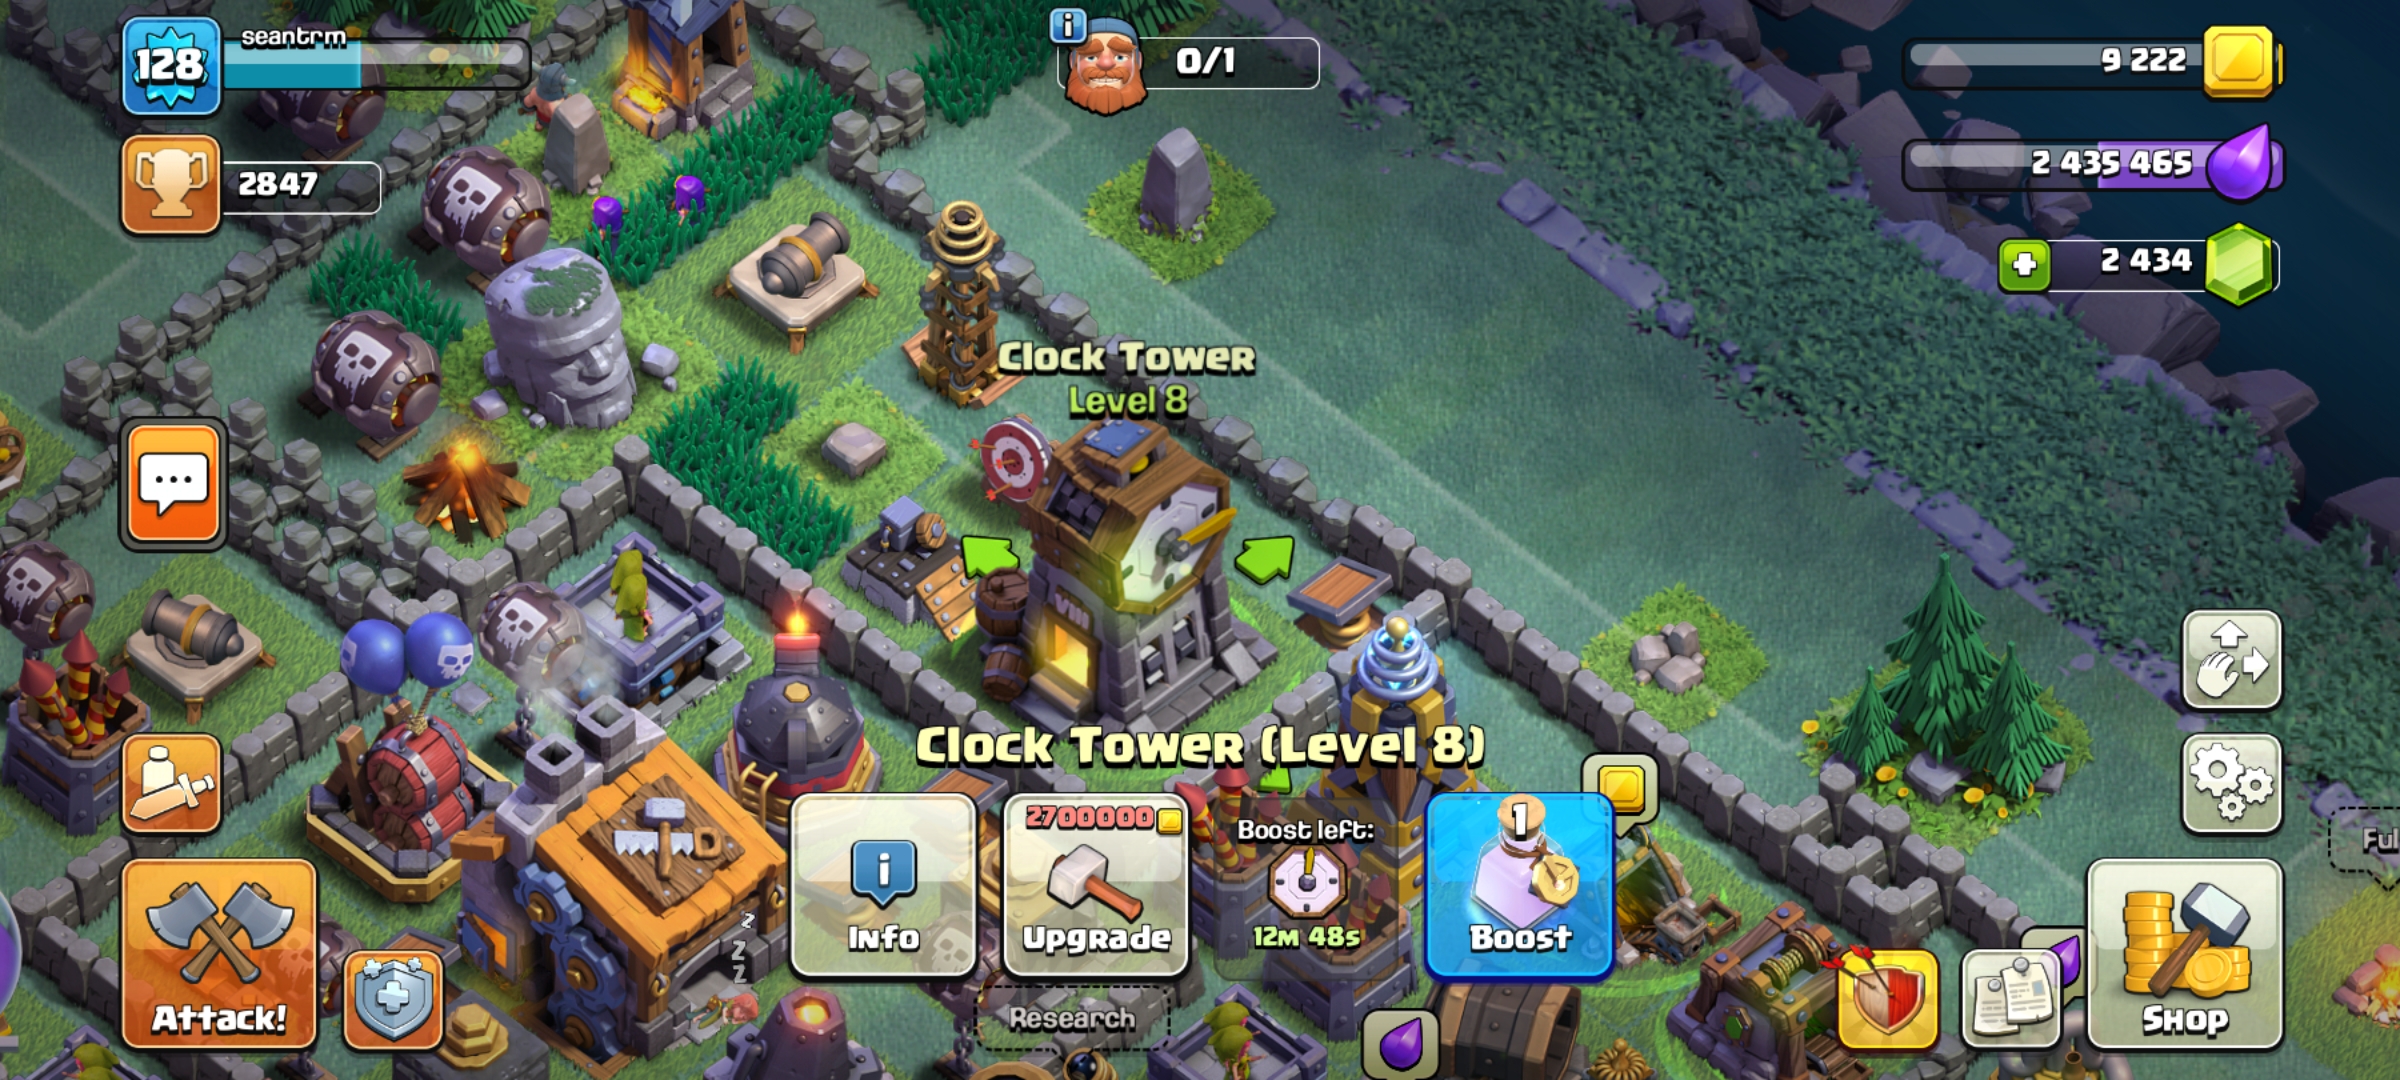 128
seantrm
i
0/1
9 222
2847
2 435 465
2 434
Clock Tower
Level 8
VIII
Clock Tower (Level 8)
2700000
Boost left:
1
i
Info
Upgrade
12m 48s
Boost
z
z
z
Attack!
Research
Shop